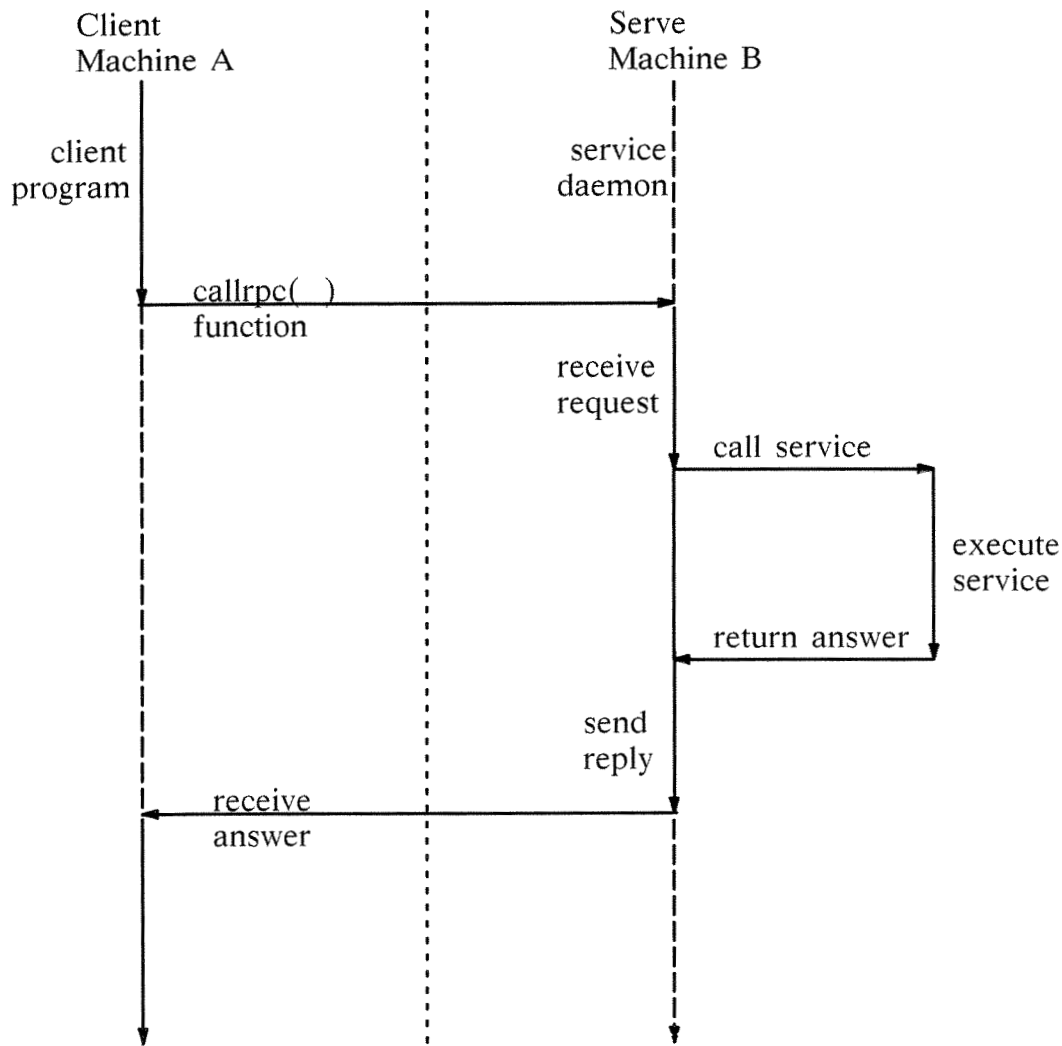 Client
Machine A
Serve
Machine B
client
program
service
daemon
callrpc( )
function
receive
request
call service
execute
service
return answer
send
reply
receive
answer